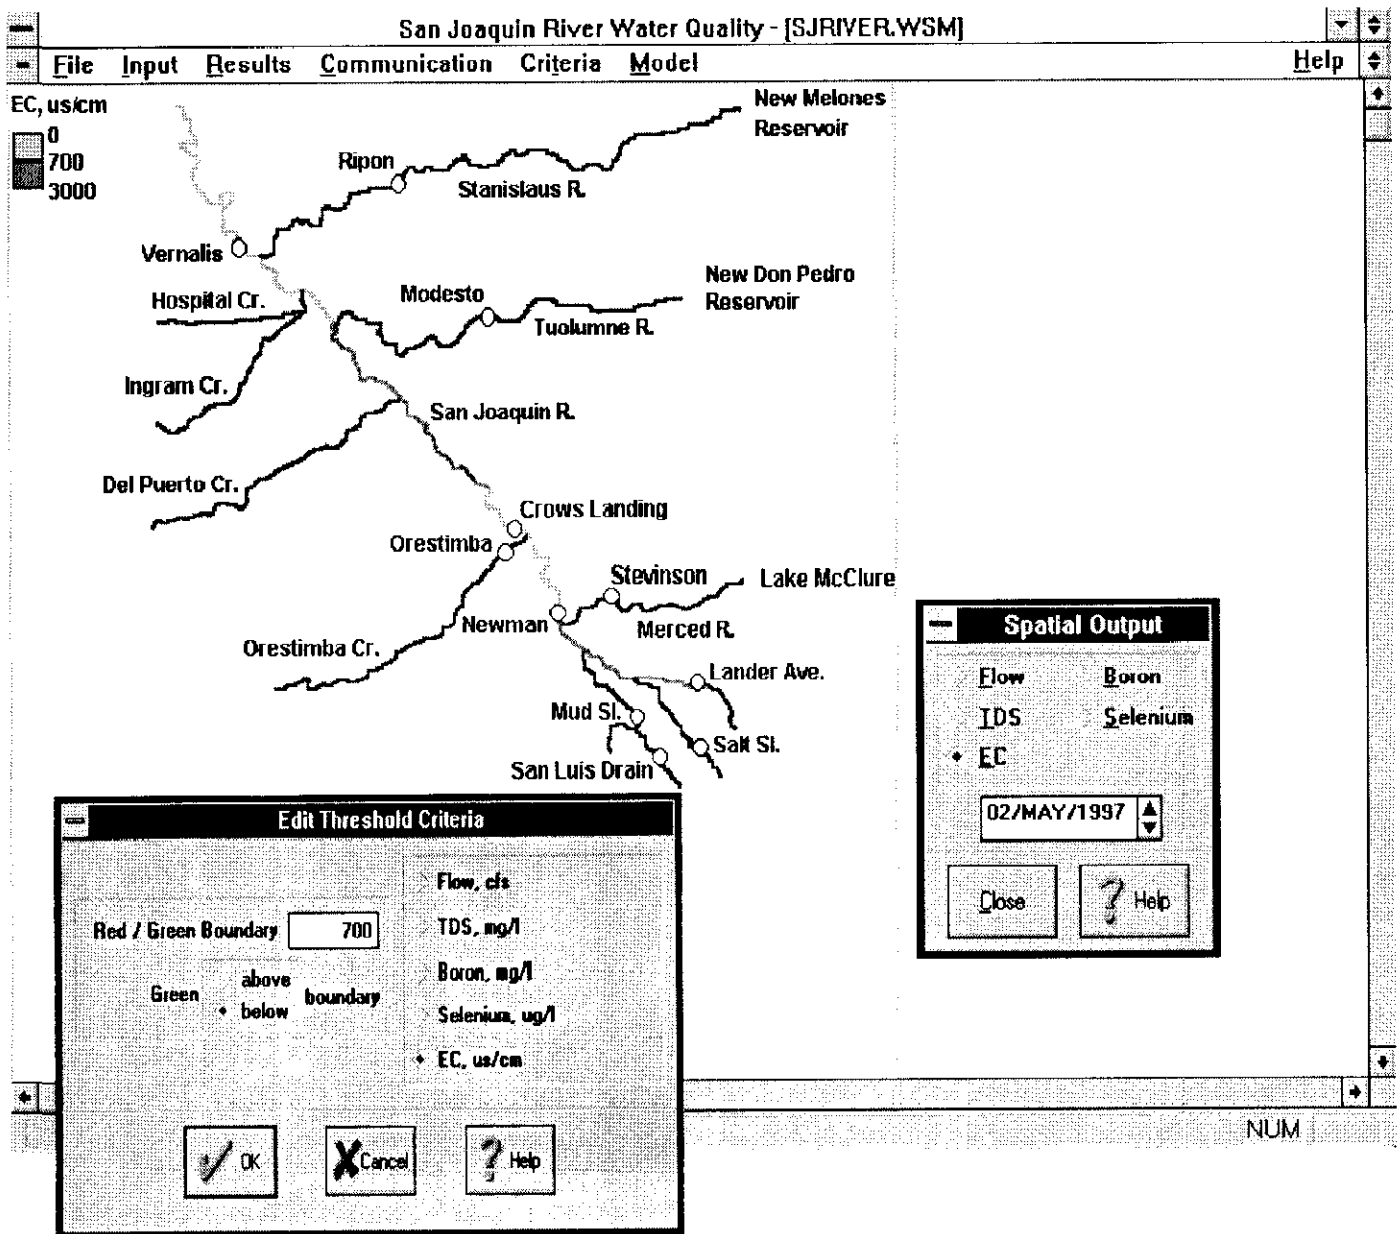 San Joaquin River Water Quality - [SJRIVER.WSM]
File Input Results Communication Criteria Model Help
EC, us/cm
0
700
3000
New Melones
Reservoir
Ripon
Stanislaus R.
Vernalis
Hospital Cr.
Modesto
New Don Pedro
Reservoir
Tuolumne R.
Ingram Cr.
San Joaquin R.
Del Puerto Cr.
Crows Landing
Orestimba
Stevinson
Lake McClure
Newman
Merced R.
Orestimba Cr.
Lander Ave.
Mud Sl.
Salt Sl.
San Luis Drain
Spatial Output
Flow Boron
TDS Selenium
EC
02/MAY/1997
Close ? Help
Edit Threshold Criteria
Flow, cfs
Red / Green Boundary 700
TDS, mg/l
Boron, mg/l
Green above below boundary
Selenium, ug/l
EC, us/cm
OK Cancel ? Help
NUM